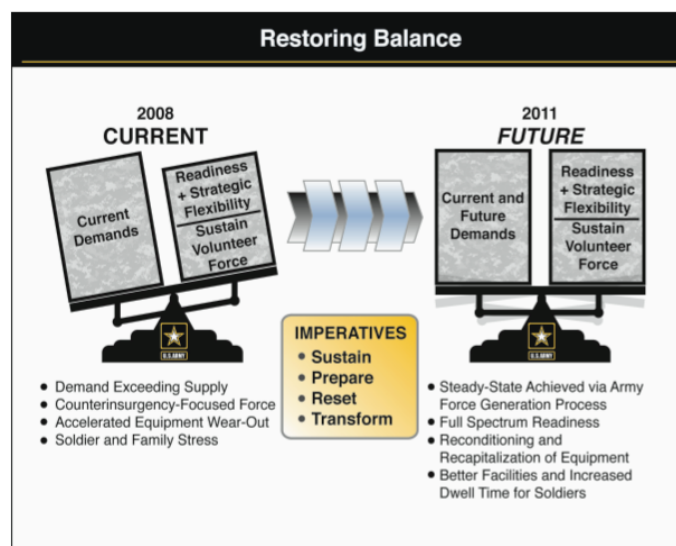 Restoring Balance
2008
CURRENT
Current
Demands
Readiness
+ Strategic
Flexibility
Sustain
Volunteer
Force
U.S.ARMY
• Demand Exceeding Supply
• Counterinsurgency-Focused Force
• Accelerated Equipment Wear-Out
• Soldier and Family Stress
IMPERATIVES
• Sustain
• Prepare
• Reset
• Transform
2011
FUTURE
Current and
Future
Demands
Readiness
+ Strategic
Flexibility
Sustain
Volunteer
Force
U.S.ARMY
• Steady-State Achieved via Army
Force Generation Process
• Full Spectrum Readiness
• Reconditioning and
Recapitalization of Equipment
• Better Facilities and Increased
Dwell Time for Soldiers